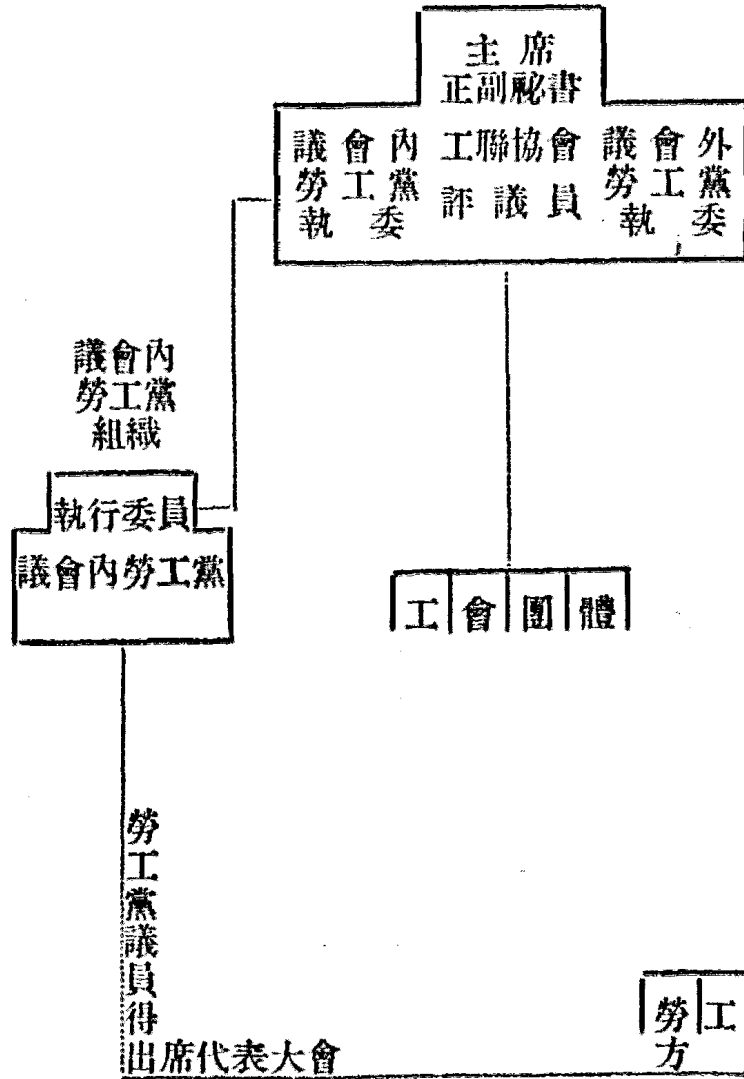 主席
正副祕書
議會內 工聯協會 議會外
勞工黨 評議員 勞工黨
執委 執委
議會內
勞工黨
組織
執行委員
議會內勞工黨
工會團體
勞工黨議員得
出席代表大會
勞工
方